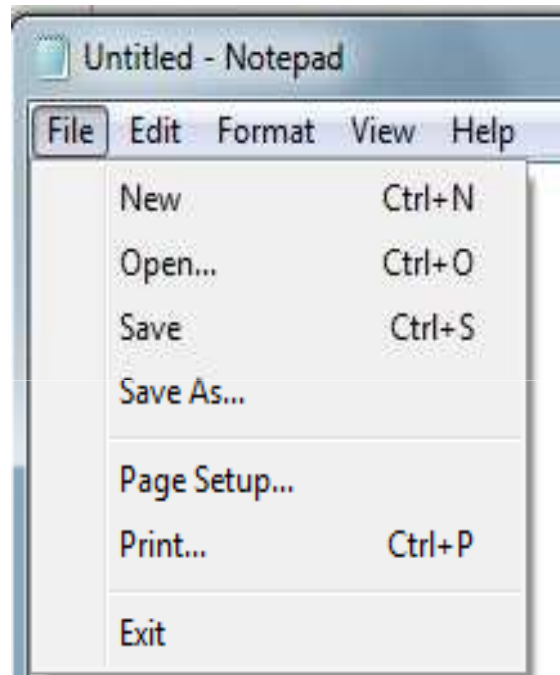 Untitled - Notepad
File Edit Format View Help
New Ctrl+N
Open... Ctrl+O
Save Ctrl+S
Save As...
Page Setup...
Print... Ctrl+P
Exit